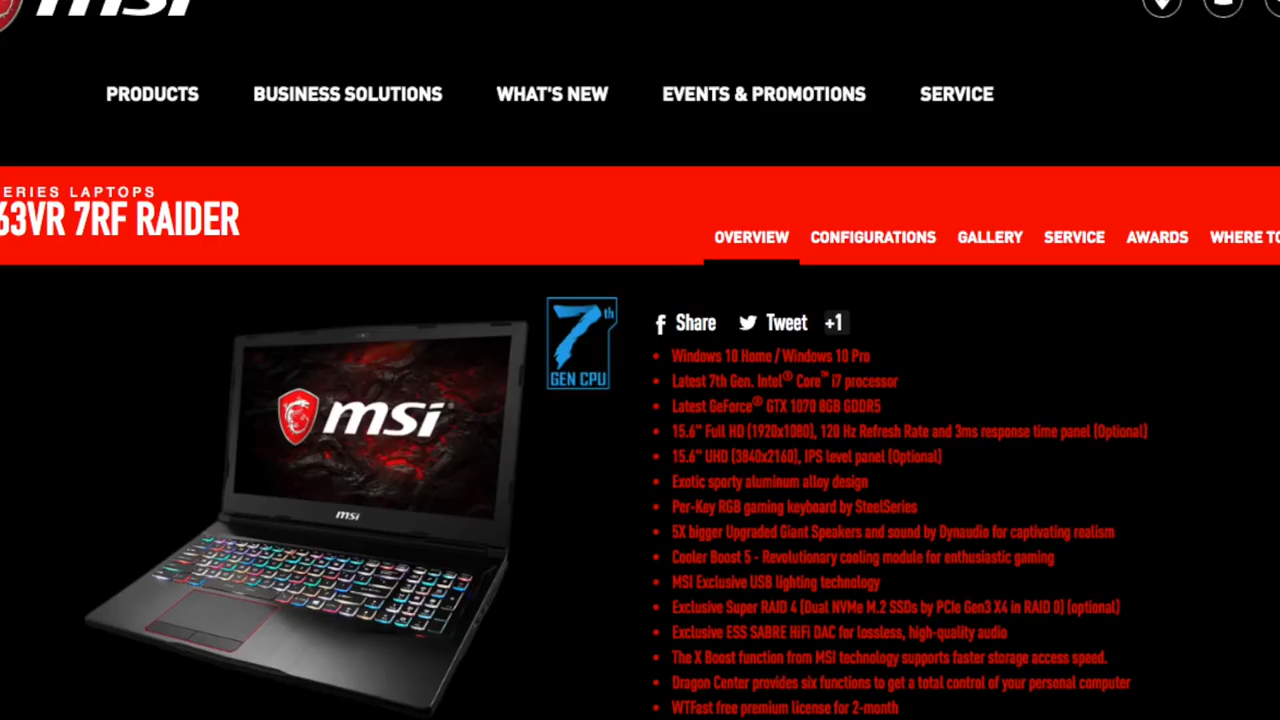 msi
PRODUCTS BUSINESS SOLUTIONS WHAT'S NEW EVENTS & PROMOTIONS SERVICE
ERIES LAPTOPS
63VR 7RF RAIDER
OVERVIEW CONFIGURATIONS GALLERY SERVICE AWARDS WHERE TO
7th
GEN CPU
msi
msi
Share Tweet +1
• Windows 10 Home / Windows 10 Pro
• Latest 7th Gen. Intel® Core™ i7 processor
• Latest GeForce® GTX 1070 8GB GDDR5
• 15.6" Full HD (1920x1080), 120 Hz Refresh Rate and 3ms response time panel (Optional)
• 15.6" UHD (3840x2160), IPS level panel (Optional)
• Exotic sporty aluminum alloy design
• Per-Key RGB gaming keyboard by SteelSeries
• 5X bigger Upgraded Giant Speakers and sound by Dynaudio for captivating realism
• Cooler Boost 5 - Revolutionary cooling module for enthusiastic gaming
• MSI Exclusive USB lighting technology
• Exclusive Super RAID 4 (Dual NVMe M.2 SSDs by PCIe Gen3 X4 in RAID 0) (optional)
• Exclusive ESS SABRE HiFi DAC for lossless, high-quality audio
• The X Boost function from MSI technology supports faster storage access speed.
• Dragon Center provides six functions to get a total control of your personal computer
• WTFast free premium license for 2-month